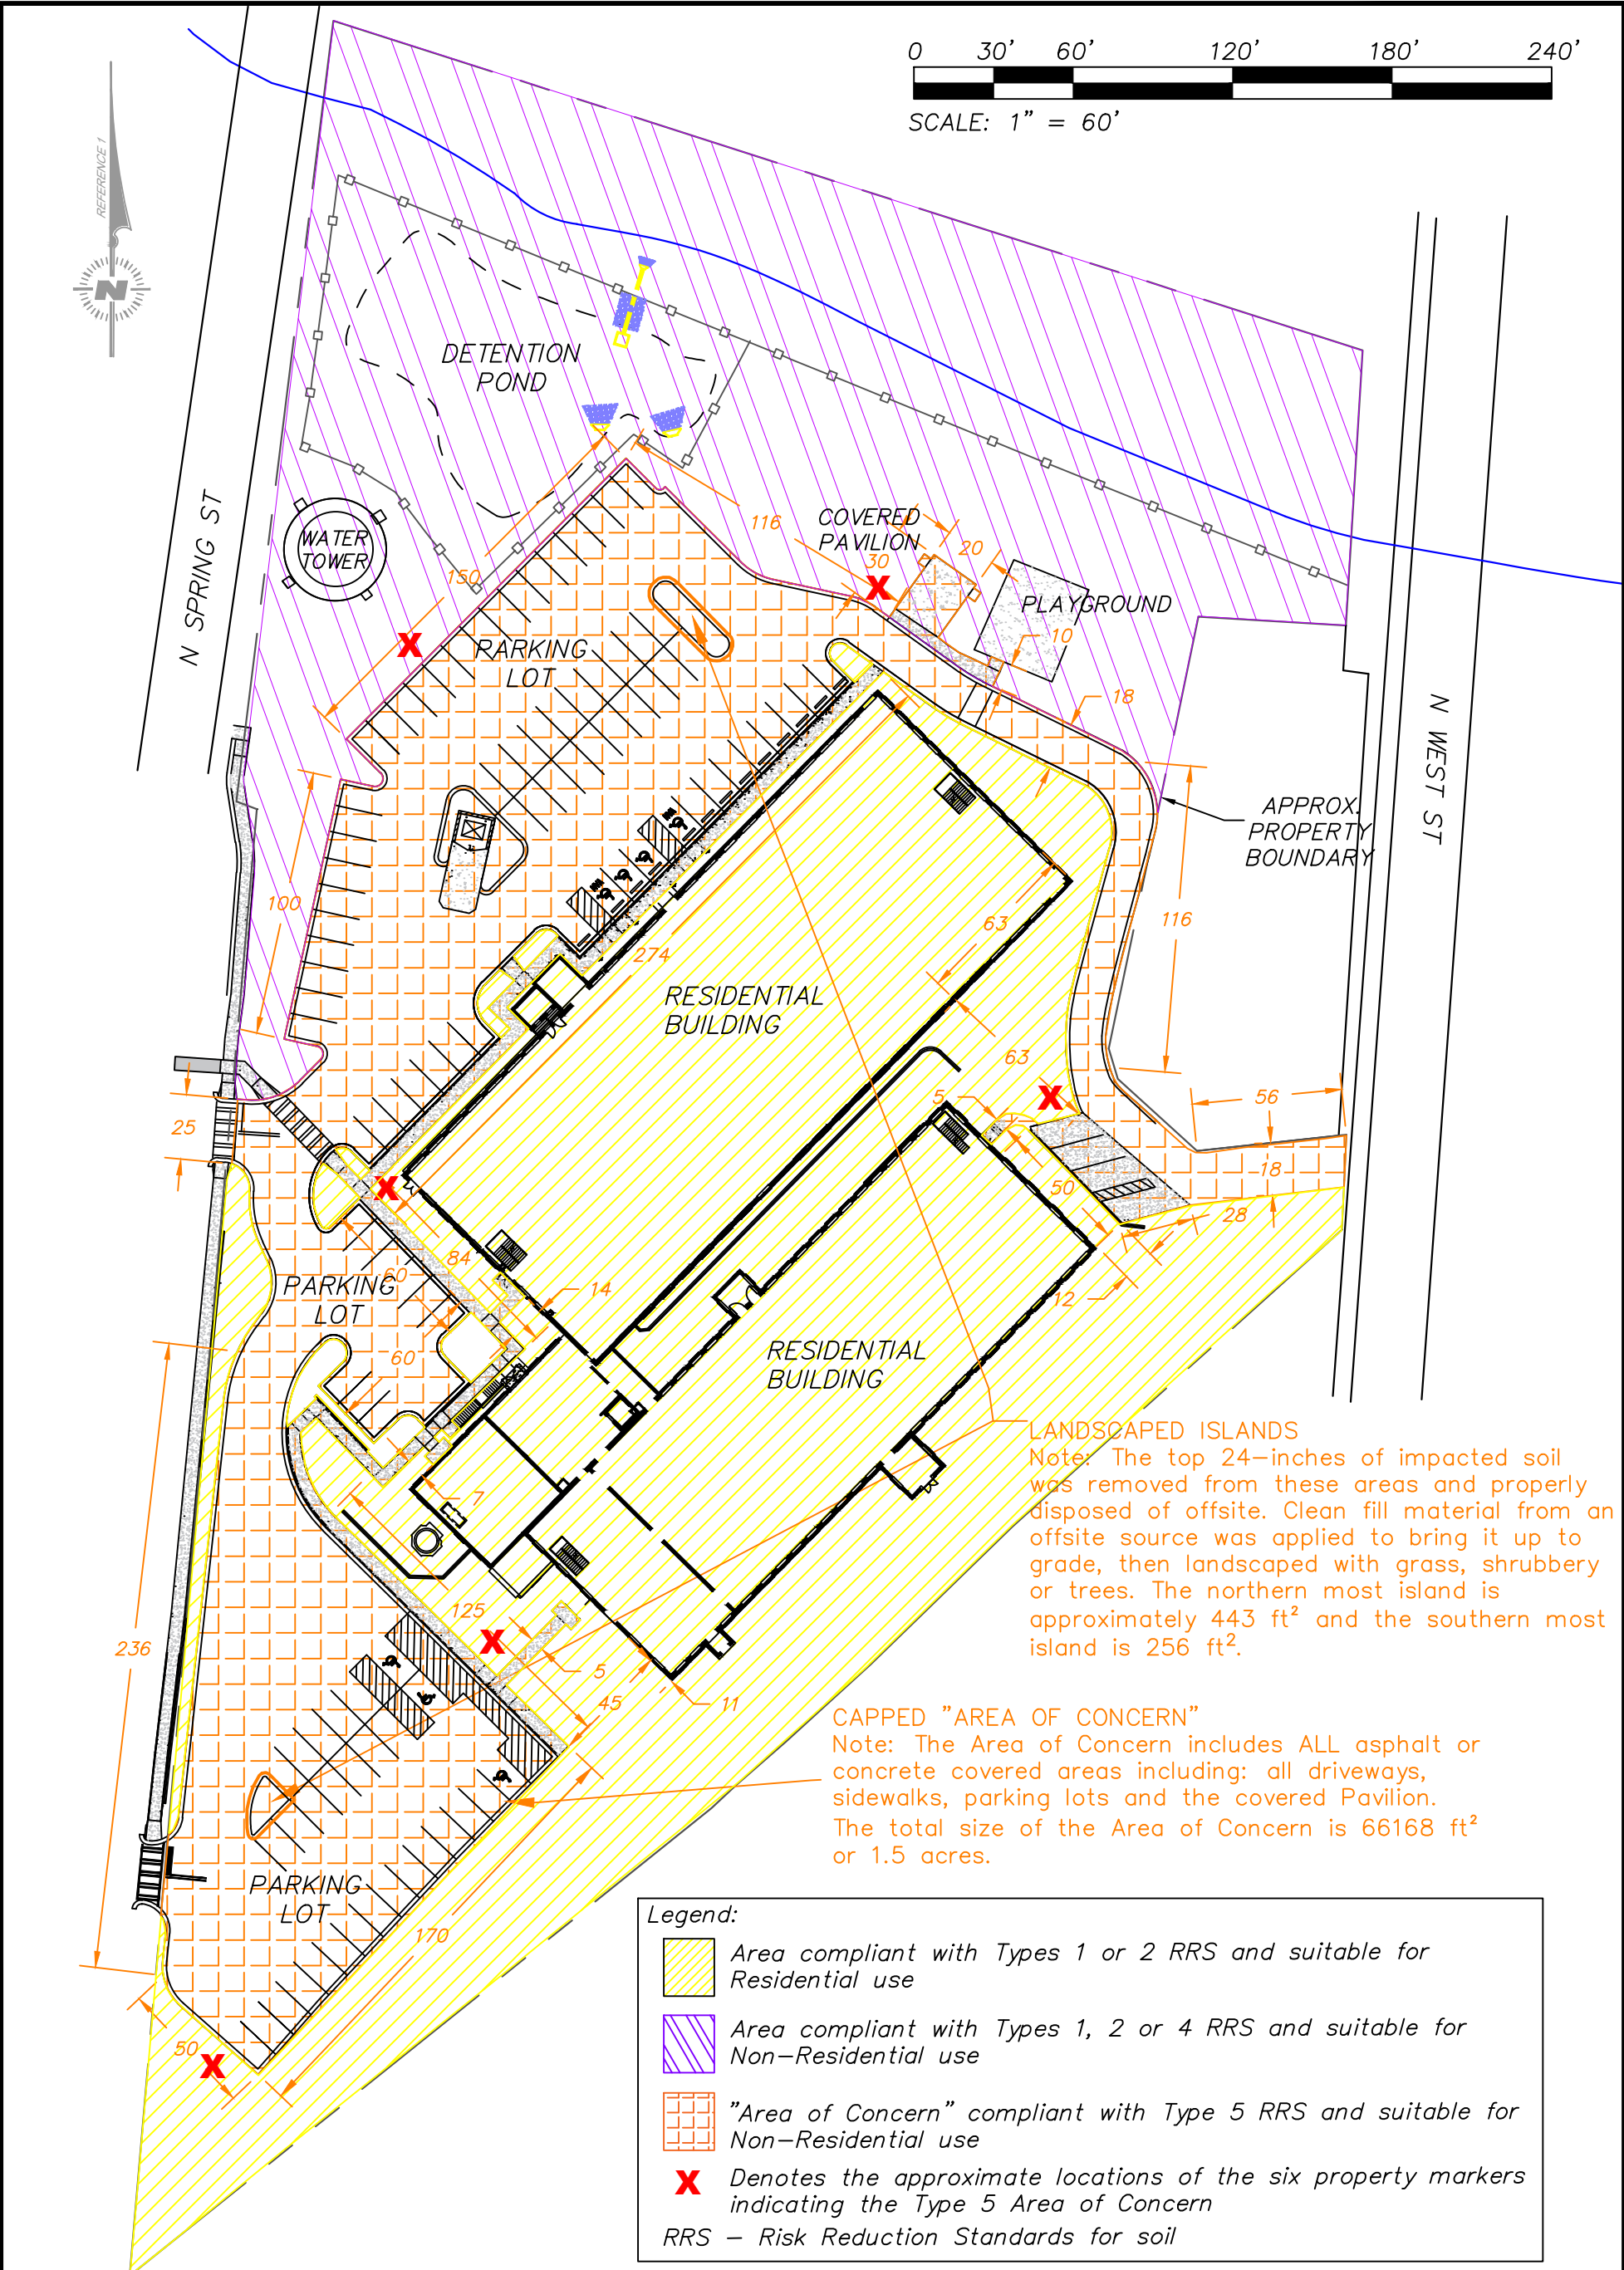 0 30' 60' 120' 180' 240'
SCALE: 1" = 60'
REFERENCE 1
N
N SPRING ST
DETENTION
POND
WATER
TOWER
150
116
COVERED
PAVILION
30
20
PLAYGROUND
10
18
PARKING
LOT
N WEST ST
APPROX.
PROPERTY
BOUNDARY
100
274
63
116
RESIDENTIAL
BUILDING
63
5
56
25
18
50
28
84
60
14
12
PARKING
LOT
60
RESIDENTIAL
BUILDING
7
LANDSCAPED ISLANDS
Note: The top 24-inches of impacted soil
was removed from these areas and properly
disposed of offsite. Clean fill material from an
offsite source was applied to bring it up to
grade, then landscaped with grass, shrubbery
or trees. The northern most island is
approximately 443 ft² and the southern most
island is 256 ft².
236
125
5
45
11
CAPPED "AREA OF CONCERN"
Note: The Area of Concern includes ALL asphalt or
concrete covered areas including: all driveways,
sidewalks, parking lots and the covered Pavilion.
The total size of the Area of Concern is 66168 ft²
or 1.5 acres.
PARKING
LOT
170
50
Legend:
Area compliant with Types 1 or 2 RRS and suitable for
Residential use
Area compliant with Types 1, 2 or 4 RRS and suitable for
Non-Residential use
"Area of Concern" compliant with Type 5 RRS and suitable for
Non-Residential use
X Denotes the approximate locations of the six property markers
indicating the Type 5 Area of Concern
RRS - Risk Reduction Standards for soil